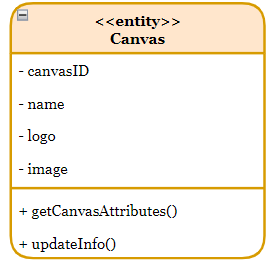 <<entity>>
Canvas
- canvasID
- name
- logo
- image
+ getCanvasAttributes()
+ updateInfo()